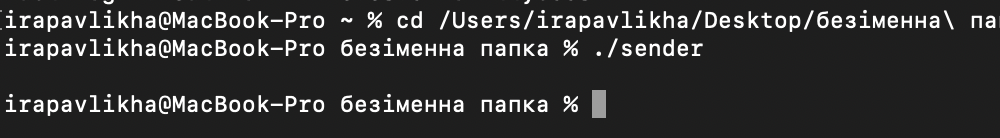 irapavlikha@MacBook-Pro ~ % cd /Users/irapavlikha/Desktop/безіменна\
irapavlikha@MacBook-Pro безіменна папка % ./sender
irapavlikha@MacBook-Pro безіменна папка %